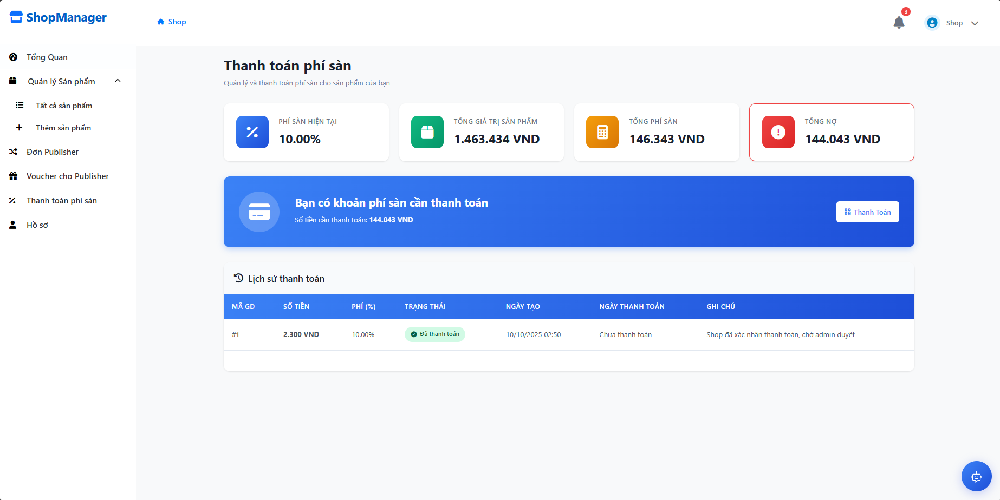 ShopManager
Shop
3
Shop
Tổng Quan
Quản lý Sản phẩm
Tất cả sản phẩm
Thêm sản phẩm
Đơn Publisher
Voucher cho Publisher
Thanh toán phí sàn
Hồ sơ
Thanh toán phí sàn
Quản lý và thanh toán phí sàn cho sản phẩm của bạn
PHÍ SÀN HIỆN TẠI
10.00%
TỔNG GIÁ TRỊ SẢN PHẨM
1.463.434 VND
TỔNG PHÍ SÀN
146.343 VND
TỔNG NỢ
144.043 VND
Bạn có khoản phí sàn cần thanh toán
Số tiền cần thanh toán: 144.043 VND
Thanh Toán
Lịch sử thanh toán
MÃ GD SỐ TIỀN PHÍ (%) TRẠNG THÁI NGÀY TẠO NGÀY THANH TOÁN GHI CHÚ
#1 2.300 VND 10.00% Đã thanh toán 10/10/2025 02:50 Chưa thanh toán Shop đã xác nhận thanh toán, chờ admin duyệt